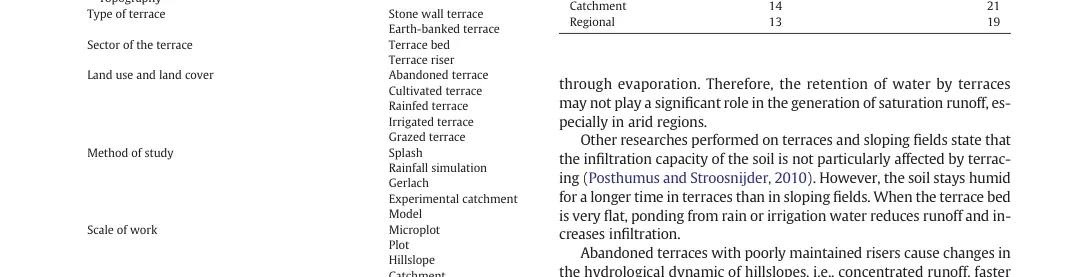 Topography
Type of terrace Stone wall terrace
Earth-banked terrace
Sector of the terrace Terrace bed
Terrace riser
Land use and land cover Abandoned terrace
Cultivated terrace
Rainfed terrace
Irrigated terrace
Grazed terrace
Method of study Splash
Rainfall simulation
Gerlach
Experimental catchment
Model
Scale of work Microplot
Plot
Hillslope
Catchment
Catchment 14 21
Regional 13 19
through evaporation. Therefore, the retention of water by terraces
may not play a significant role in the generation of saturation runoff, es-
pecially in arid regions.
Other researches performed on terraces and sloping fields state that
the infiltration capacity of the soil is not particularly affected by terrac-
ing (Posthumus and Stroosnijder, 2010). However, the soil stays humid
for a longer time in terraces than in sloping fields. When the terrace bed
is very flat, ponding from rain or irrigation water reduces runoff and in-
creases infiltration.
Abandoned terraces with poorly maintained risers cause changes in
the hydrological dynamic of hillslopes, i.e., concentrated runoff, faster